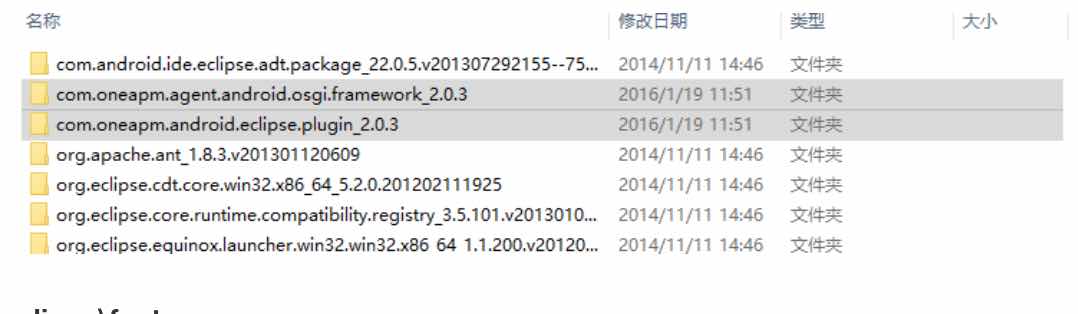 名称 修改日期 类型 大小
com.android.ide.eclipse.adt.package_22.0.5.v201307292155--75... 2014/11/11 14:46 文件夹
com.oneapm.agent.android.osgi.framework_2.0.3 2016/1/19 11:51 文件夹
com.oneapm.android.eclipse.plugin_2.0.3 2016/1/19 11:51 文件夹
org.apache.ant_1.8.3.v201301120609 2014/11/11 14:46 文件夹
org.eclipse.cdt.core.win32.x86_64_5.2.0.201202111925 2014/11/11 14:46 文件夹
org.eclipse.core.runtime.compatibility.registry_3.5.101.v2013010... 2014/11/11 14:46 文件夹
org.eclipse.equinox.launcher.win32.win32.x86_64_1.1.200.v20120... 2014/11/11 14:46 文件夹